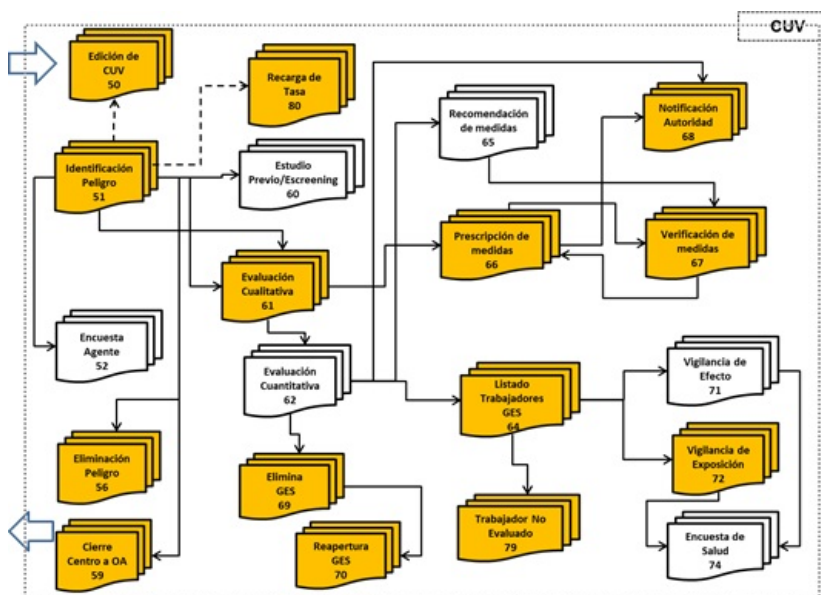 CUV
Edición de
CUV
50
Recarga de
Tasa
80
Recomendación
de medidas
65
Notificación
Autoridad
68
Identificación
Peligro
51
Estudio
Previo/Escreening
60
Prescripción de
medidas
66
Verificación de
medidas
67
Evaluación
Cualitativa
61
Encuesta
Agente
52
Evaluación
Cuantitativa
62
Listado
Trabajadores
GES
64
Vigilancia de
Efecto
71
Eliminación
Peligro
56
Elimina
GES
69
Vigilancia de
Exposición
72
Trabajador No
Evaluado
79
Cierre
Centro a OA
59
Reapertura
GES
70
Encuesta de
Salud
74